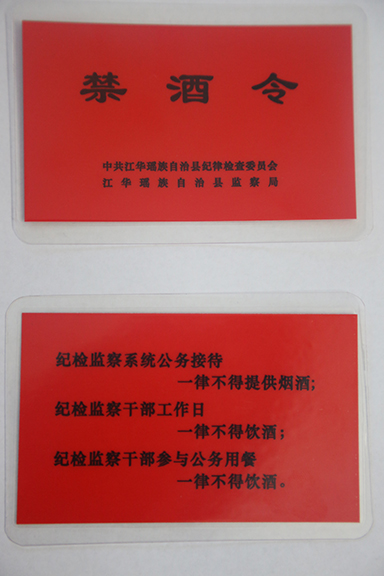 禁酒令
中共江华瑶族自治县纪律检查委员会
江华瑶族自治县监察局
纪检监察系统公务接待
一律不得提供烟酒;
纪检监察干部工作日
一律不得饮酒;
纪检监察干部参与公务用餐
一律不得饮酒。